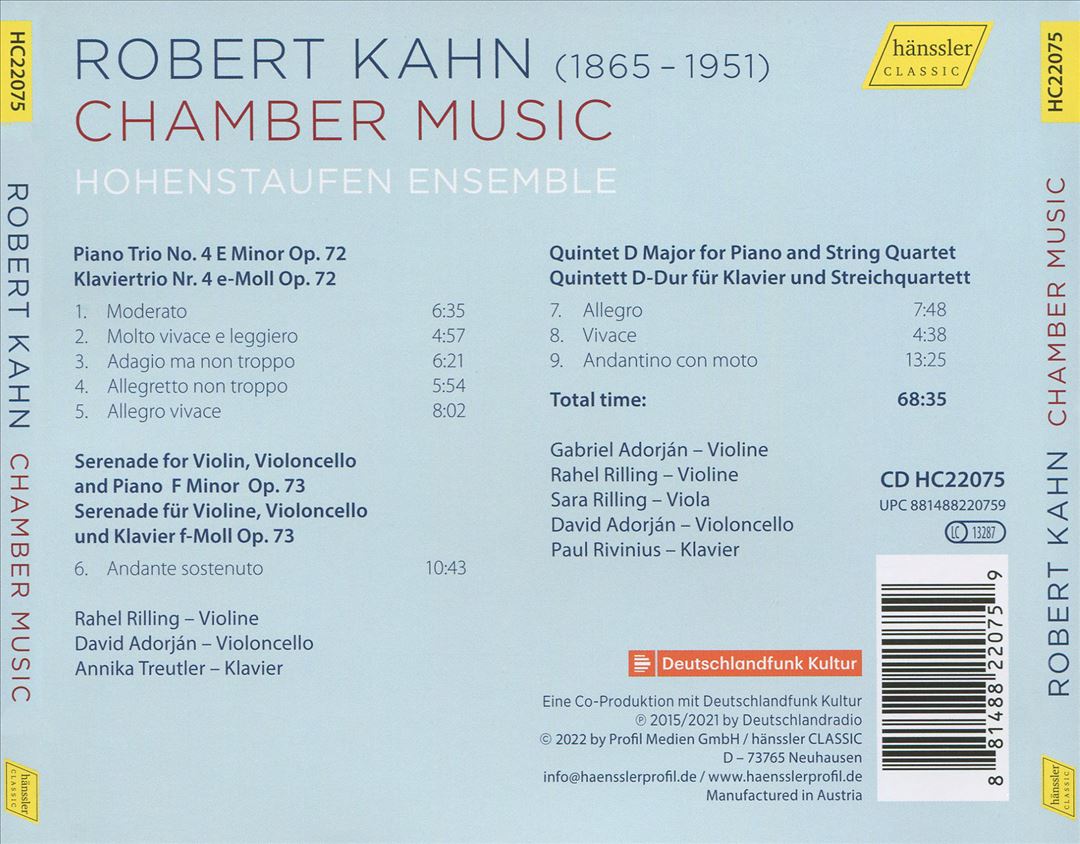 HC22075
ROBERT KAHN CHAMBER MUSIC
hänssler
CLASSIC
ROBERT KAHN (1865 – 1951)
CHAMBER MUSIC
HOHENSTAUFEN ENSEMBLE
hänssler
CLASSIC
Piano Trio No. 4 E Minor Op. 72
Klaviertrio Nr. 4 e-Moll Op. 72
1. Moderato 6:35
2. Molto vivace e leggiero 4:57
3. Adagio ma non troppo 6:21
4. Allegretto non troppo 5:54
5. Allegro vivace 8:02
Serenade for Violin, Violoncello
and Piano F Minor Op. 73
Serenade für Violine, Violoncello
und Klavier f-Moll Op. 73
6. Andante sostenuto 10:43
Rahel Rilling – Violine
David Adorján – Violoncello
Annika Treutler – Klavier
Quintet D Major for Piano and String Quartet
Quintett D-Dur für Klavier und Streichquartett
7. Allegro 7:48
8. Vivace 4:38
9. Andantino con moto 13:25
Total time: 68:35
Gabriel Adorján – Violine
Rahel Rilling – Violine
Sara Rilling – Viola
David Adorján – Violoncello
Paul Rivinius – Klavier
CD HC22075
UPC 881488220759
LC 13287
8 81488 22075 9
Deutschlandfunk Kultur
Eine Co-Produktion mit Deutschlandfunk Kultur
℗ 2015/2021 by Deutschlandradio
© 2022 by Profil Medien GmbH / hänssler CLASSIC
D – 73765 Neuhausen
info@haensslerprofil.de / www.haensslerprofil.de
Manufactured in Austria
HC22075
ROBERT KAHN CHAMBER MUSIC
hänssler
CLASSIC